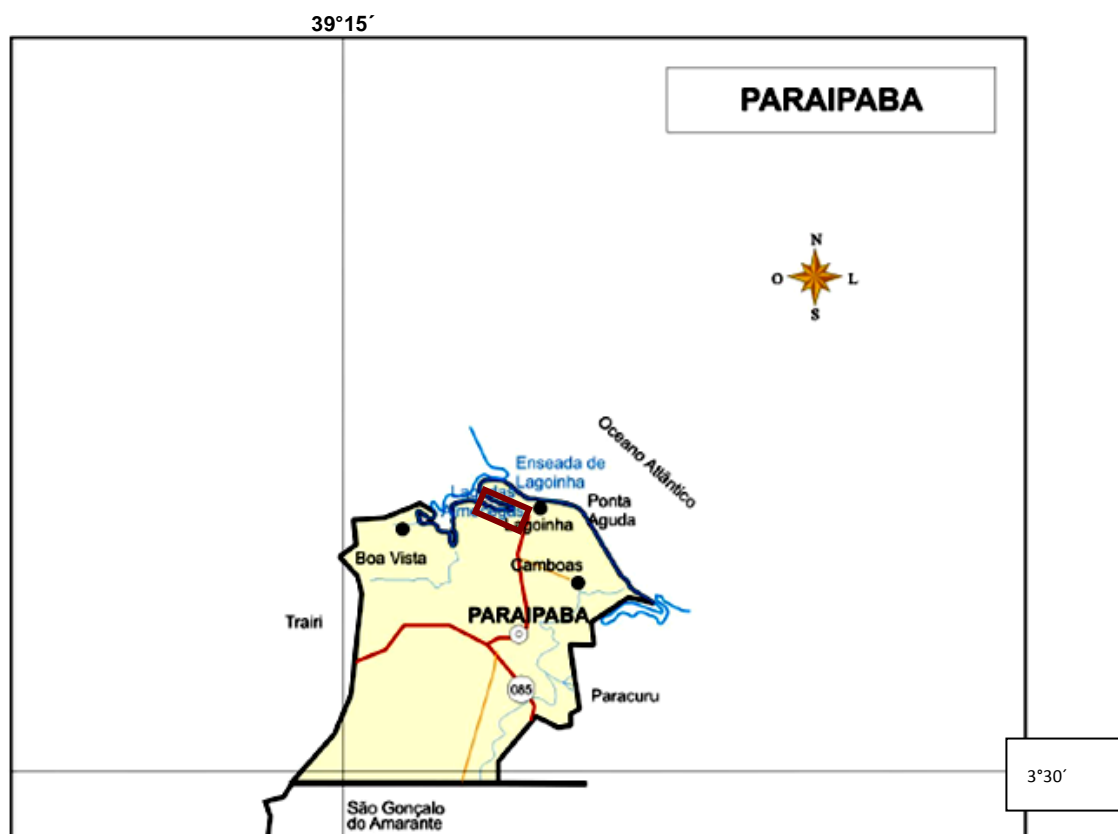 39°15´
PARAIPABA
N
O
L
S
Oceano Atlântico
Enseada de
Lagoinha
Ponta
Aguda
Lagoinha
Boa Vista
Camboas
Trairi
PARAIPABA
085
Paracuru
3°30´
São Gonçalo
do Amarante